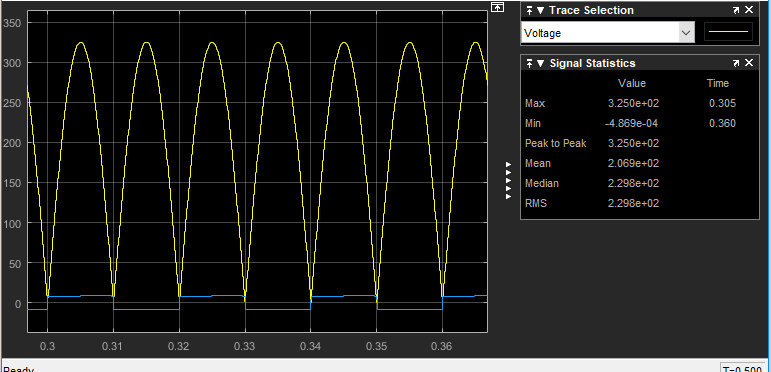 350
300
250
200
150
100
50
0
0.3 0.31 0.32 0.33 0.34 0.35 0.36
Trace Selection
Voltage
Signal Statistics
Value Time
Max 3.250e+02 0.305
Min -4.869e-04 0.360
Peak to Peak 3.250e+02
Mean 2.069e+02
Median 2.298e+02
RMS 2.298e+02
Ready T=0.500